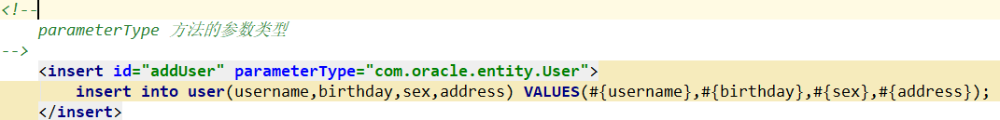 <!--
parameterType 方法的参数类型
-->
<insert id="addUser" parameterType="com.oracle.entity.User">
insert into user(username,birthday,sex,address) VALUES(#{username},#{birthday},#{sex},#{address});
</insert>